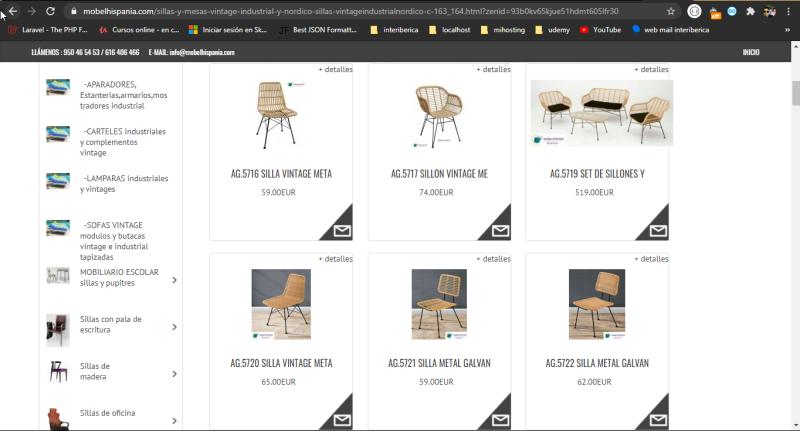 mobelhispania.com/sillas-y-mesas-vintage-industrial-y-nordico-sillas-vintageindustrialnordico-c-163_164.html?zenid=93b0kv65kjue51hdmt605lfr30
Laravel - The PHP F...
Cursos online - en c...
Iniciar sesión en Sk...
JF Best JSON Formatt...
interiberica
localhost
mihosting
udemy
YouTube
web mail interiberica
LLÁMENOS : 950 46 54 53 / 616 406 466 E-MAIL: info@mobelhispania.com
INICIO
-APARADORES,
Estanterias,armarios,mos
tradores industrial
-CARTELES Industriales
y complementos
vintage
-LAMPARAS industriales
y vintages
-SOFAS VINTAGE
modulos y butacas
vintage e industrial
tapizadas
MOBILIARIO ESCOLAR
sillas y pupitres
Sillas con pala de
escritura
Sillas de
madera
Sillas de oficina
+ detalles
AG.5716 SILLA VINTAGE META
59.00EUR
+ detalles
AG.5717 SILLON VINTAGE ME
74.00EUR
+ detalles
AG.5719 SET DE SILLONES Y
519.00EUR
+ detalles
AG.5720 SILLA VINTAGE META
65.00EUR
+ detalles
AG.5721 SILLA METAL GALVAN
59.00EUR
+ detalles
AG.5722 SILLA METAL GALVAN
62.00EUR